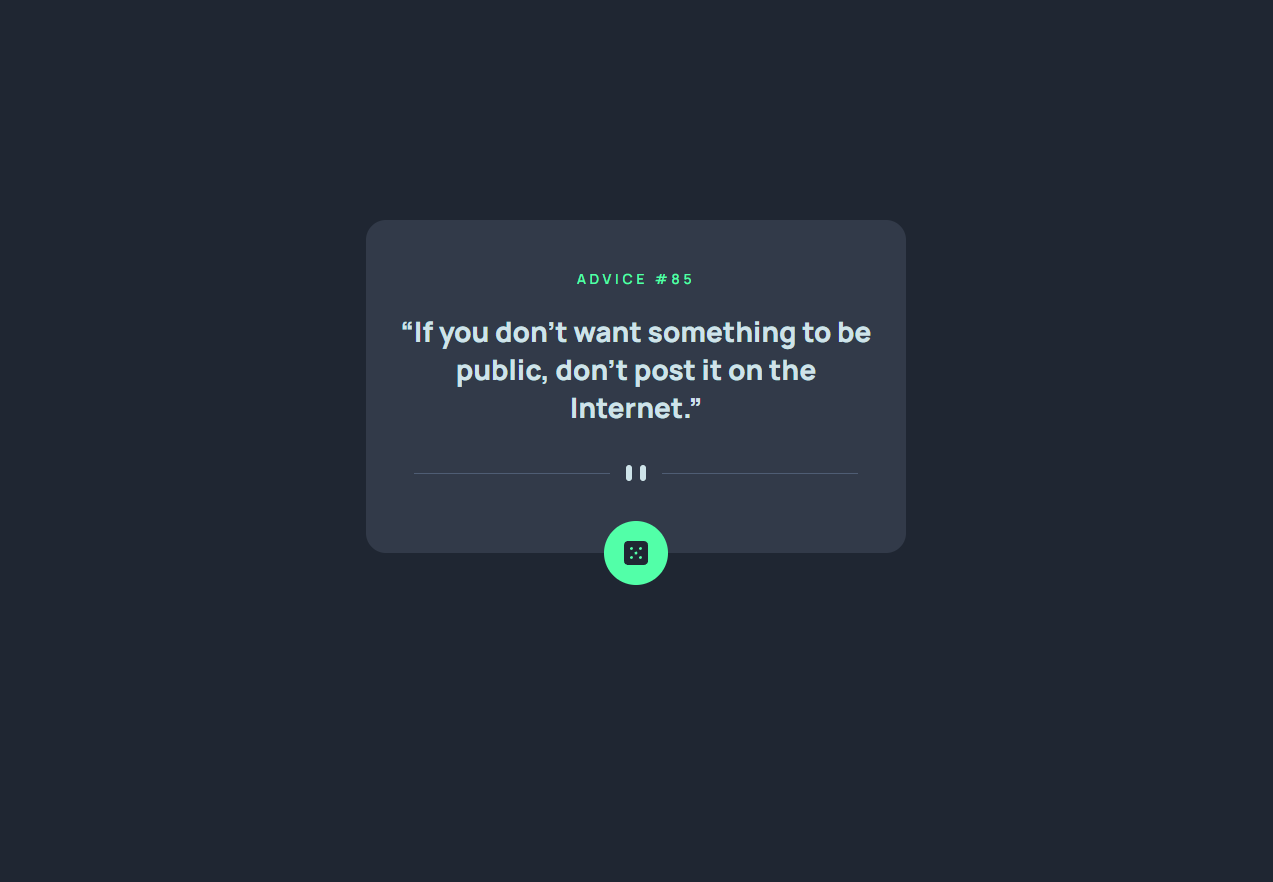 ADVICE #85
“If you don’t want something to be
public, don’t post it on the
Internet.”